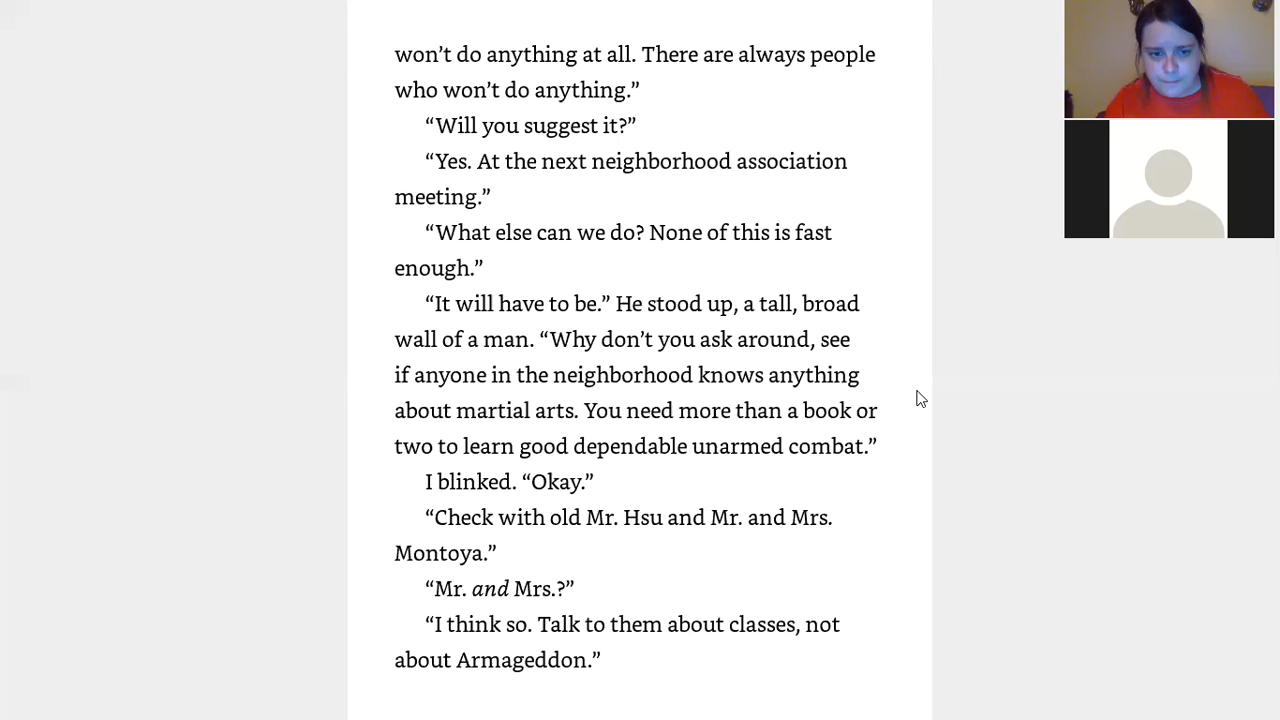 won’t do anything at all. There are always people
who won’t do anything.”
“Will you suggest it?”
“Yes. At the next neighborhood association
meeting.”
“What else can we do? None of this is fast
enough.”
“It will have to be.” He stood up, a tall, broad
wall of a man. “Why don’t you ask around, see
if anyone in the neighborhood knows anything
about martial arts. You need more than a book or
two to learn good dependable unarmed combat.”
I blinked. “Okay.”
“Check with old Mr. Hsu and Mr. and Mrs.
Montoya.”
“Mr. and Mrs.?”
“I think so. Talk to them about classes, not
about Armageddon.”